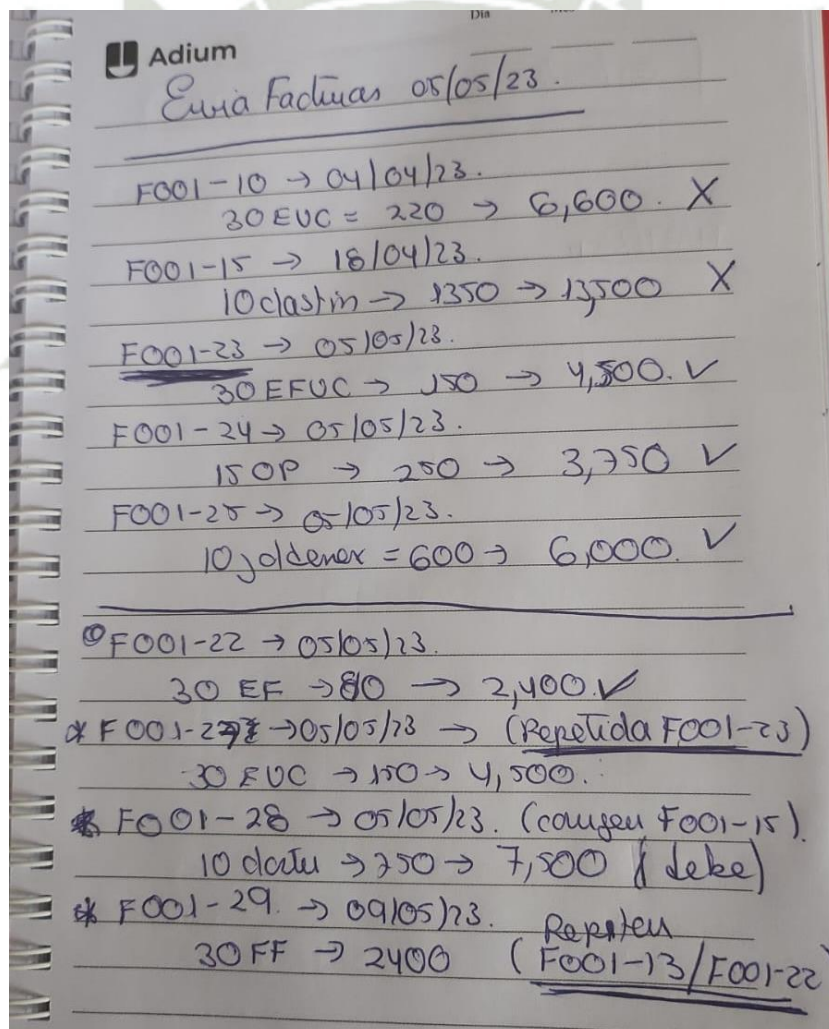 Dia
Adium
Envia Facturas 05/05/23.
F001-10 → 04/04/23.
30 EUC = 220 → 6,600. X
F001-15 → 18/04/23.
10 clastin → 1350 → 13,500 X
F001-23 → 05/05/23.
30 EFUC → 150 → 4,500. ✓
F001-24 → 05/05/23.
15 OP → 250 → 3,750 ✓
F001-25 → 05/05/23.
10 joldenex = 600 → 6,000. ✓
F001-22 → 05/05/23.
30 EF → 80 → 2,400. ✓
* → 05/05/23 → (Repetida F001-23)
30 EUC → 150 → 4,500.
* F001-28 → 05/05/23. (corrigen F001-15).
10 → 750 → 7,500 (debe)
* F001-29. → 09/05/23. Repiten
30 FF → 2400 (F001-13/F001-22